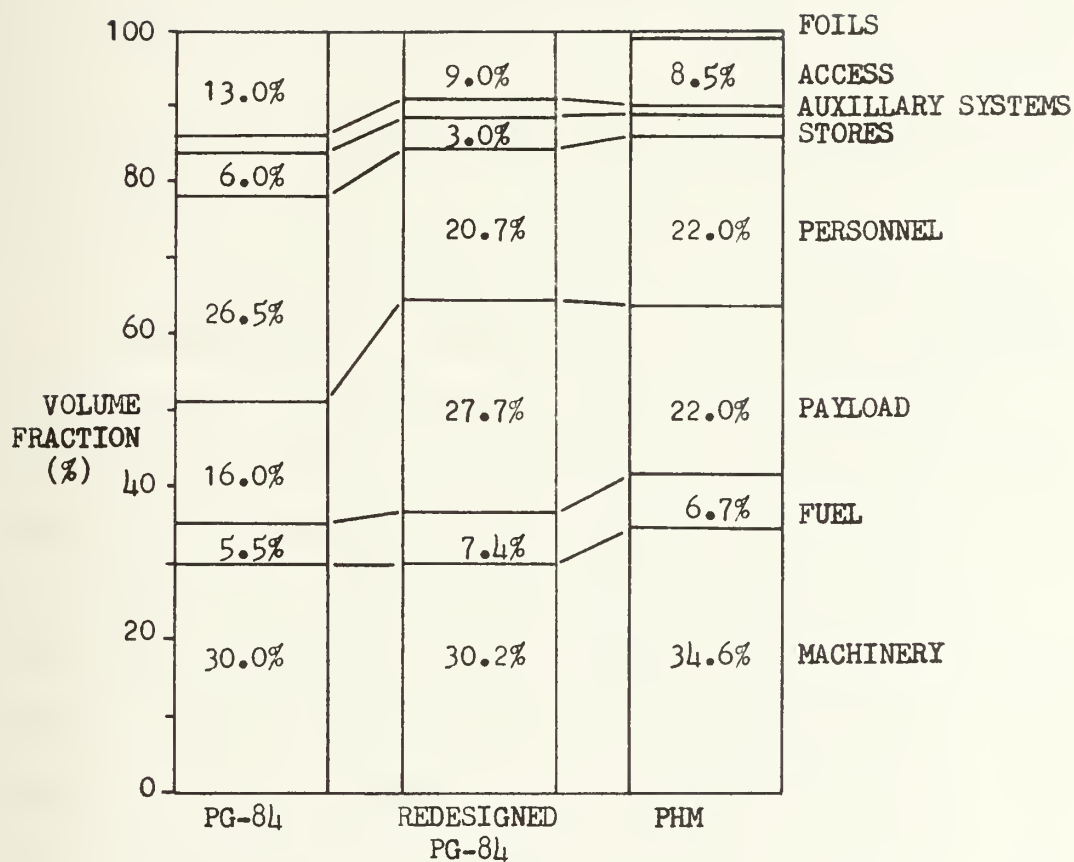 100
80
60
40
20
0
VOLUME
FRACTION
(%)
13.0%
6.0%
26.5%
16.0%
5.5%
30.0%
9.0%
3.0%
20.7%
27.7%
7.4%
30.2%
8.5%
22.0%
22.0%
6.7%
34.6%
FOILS
ACCESS
AUXILLARY SYSTEMS
STORES
PERSONNEL
PAYLOAD
FUEL
MACHINERY
PG-84
REDESIGNED
PG-84
PHM